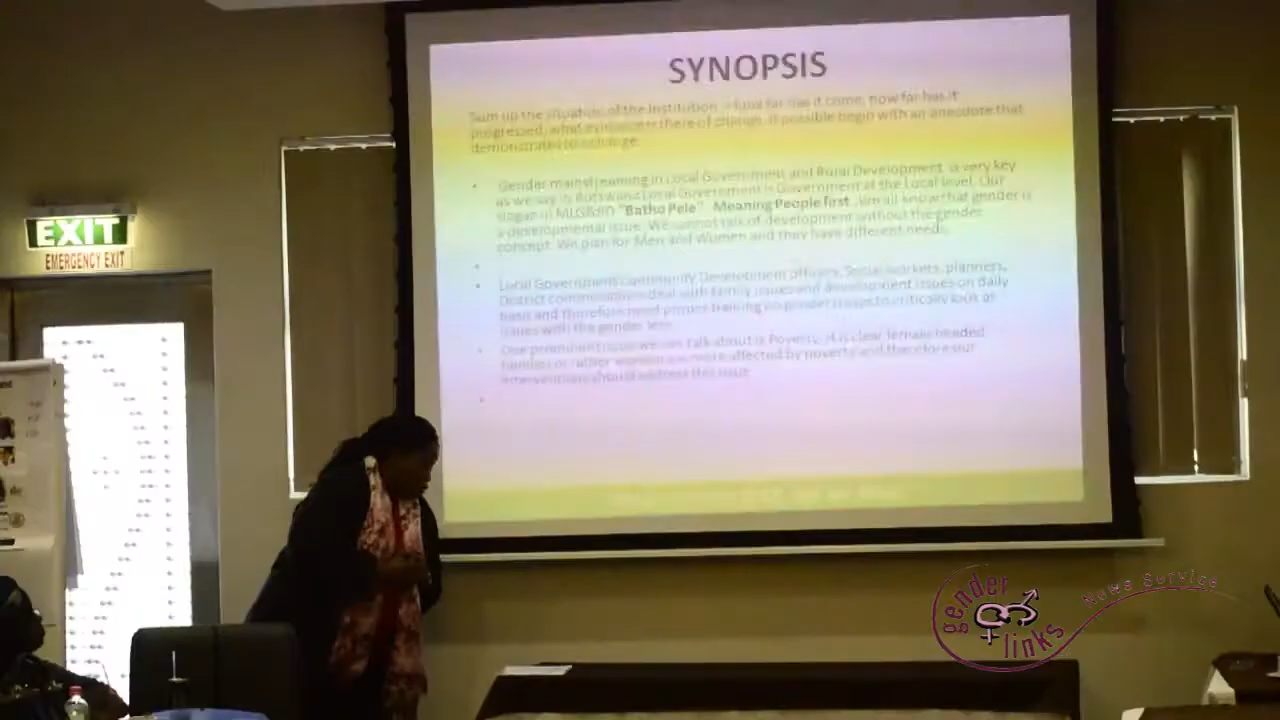 SYNOPSIS
Sum up the situation of the institution - how far has it come, how far has it
progressed, what evidence is there of change. If possible begin with an anecdote that
demonstrates
Gender mainstreaming in Local Government and Rural Development is very key
as we say in Botswana Local Government is Government at the Local level. Our
slogan in "Batho Pele" Meaning People first. We all know that gender is
a developmental issue. We cannot talk of development without the gender
concept. We plan for Men and Women and they have different needs.
Local Government Community Development officers, Social workers, planners,
District commissioners deal with family issues and development issues on daily
basis and therefore need proper training on gender issues to critically look at
issues with the gender lens
One prominent issue we can talk about is Poverty, it is clear female headed
families or rather women are more affected by poverty and therefore our
interventions should address this issue
EXIT
EMERGENCY EXIT
gender links
News Service